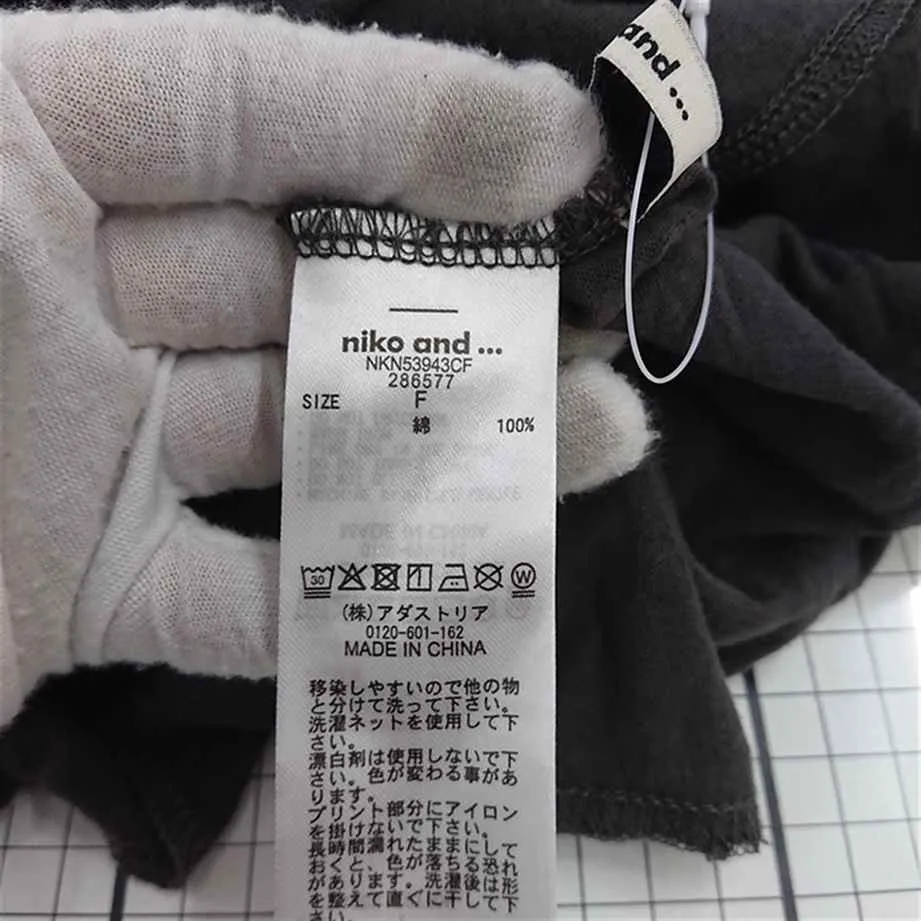 and ...
niko and ...
NKN53943CF
286577
SIZE F
綿 100%
30 W
(株)アダストリア
0120-601-162
MADE IN CHINA
移染しやすいので他の物
と分けて洗って下さい。
洗濯ネットを使用して下
さい。
漂白剤は使用しないで下
さい。色が変わる事があ
ります。
プリント部分にアイロン
を掛けないで下さい。
長時間濡れたままにして
おくと、色が落ちる恐れ
があります。洗濯後は形
を整えて直ぐに干して下
さい。